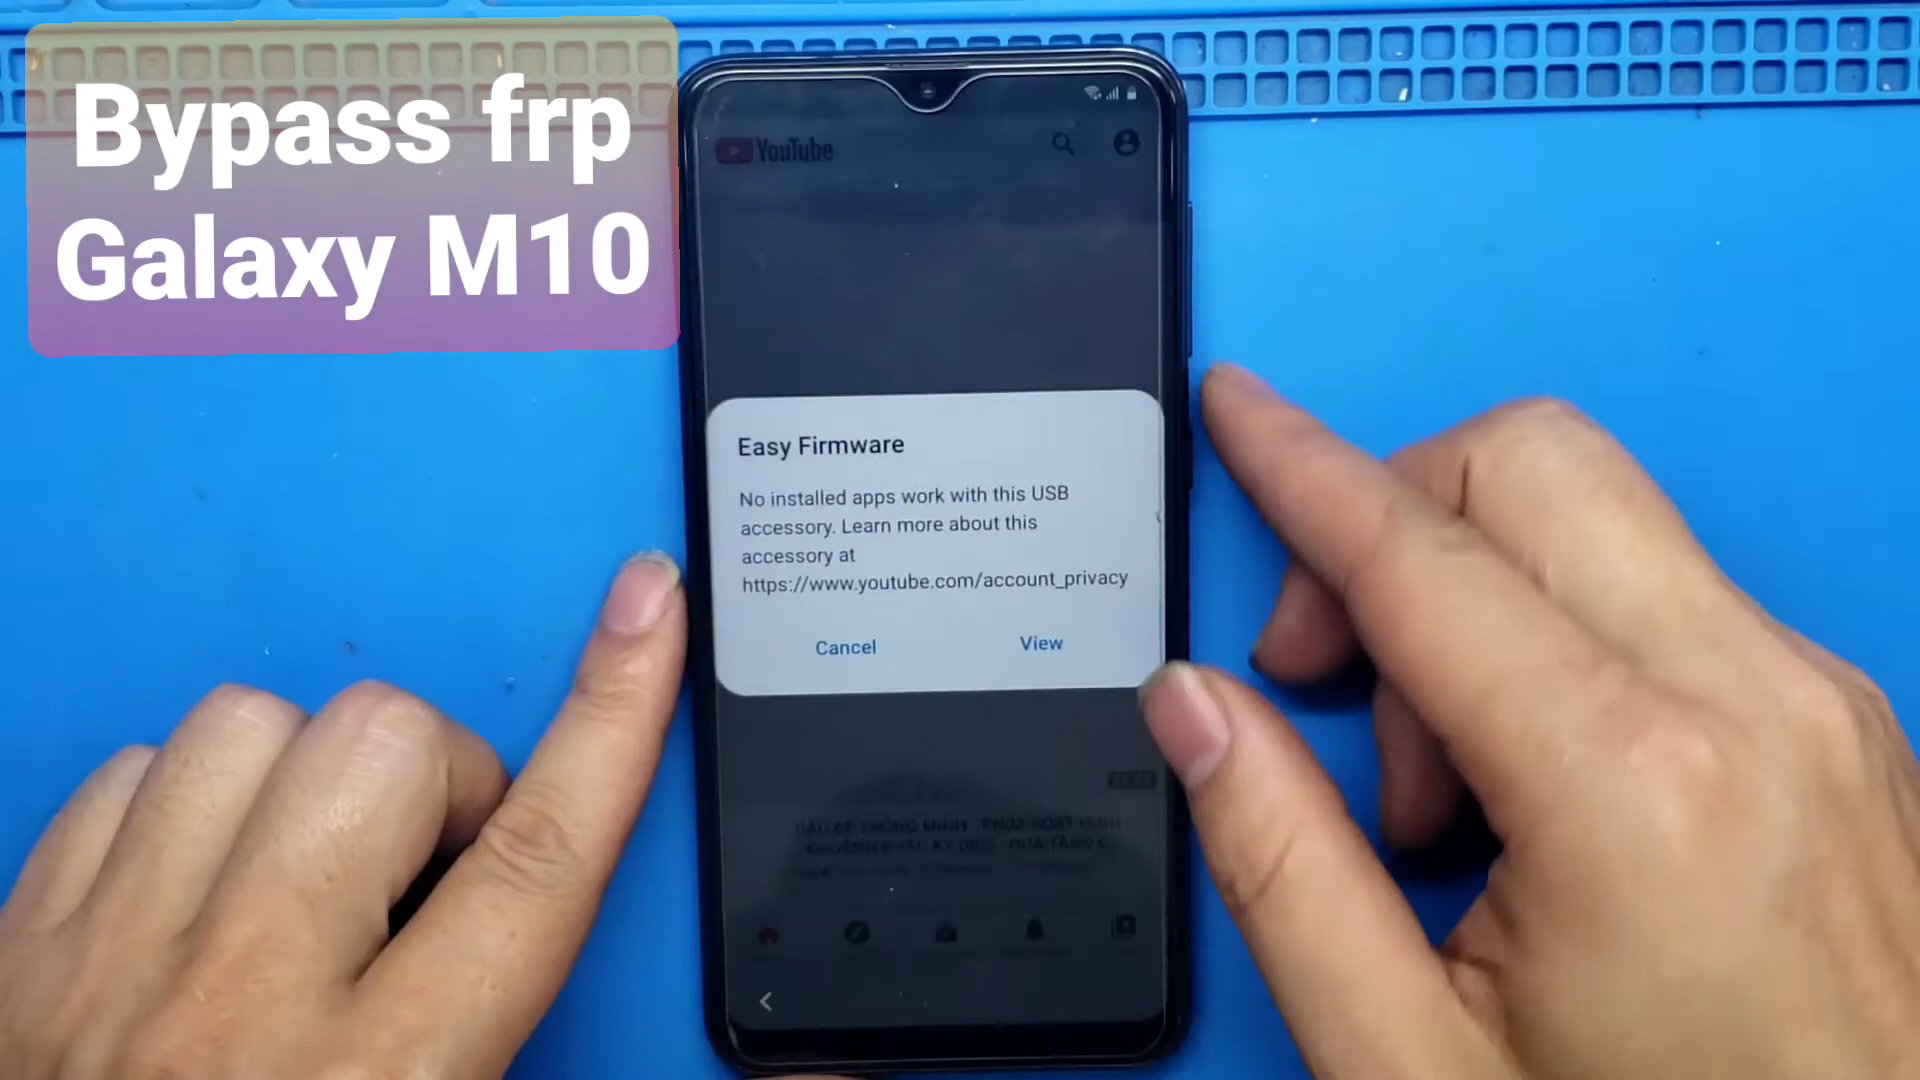 Bypass frp
Galaxy M10
YouTube
Easy Firmware
No installed apps work with this USB
accessory. Learn more about this
accessory at
https://www.youtube.com/account_privacy
Cancel
View